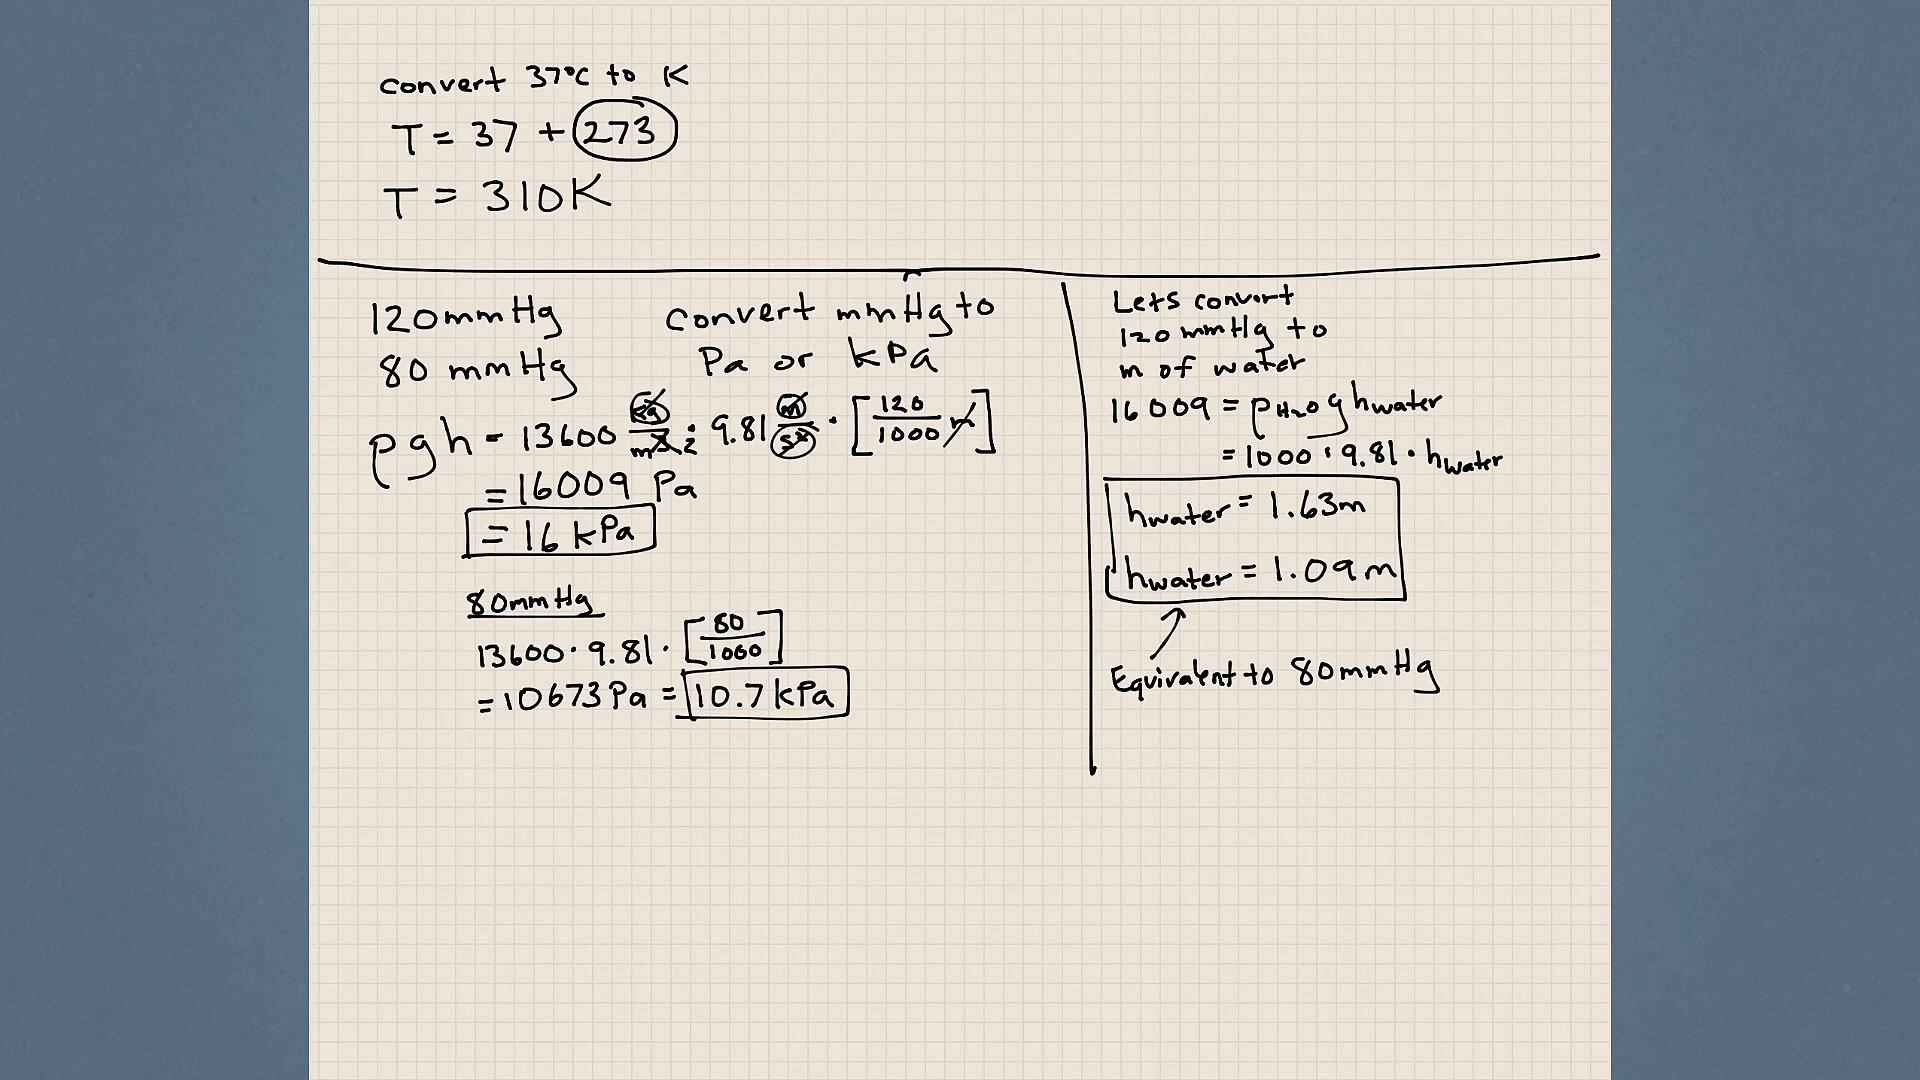 convert 37°C to K
T = 37 + 273
T = 310K
120mmHg
80 mmHg
convert mmHg to
Pa or kPa
ρgh = 13600 kg/m³ ² · 9.81 m/s² · [120/1000 m]
= 16009 Pa
= 16 kPa
80mmHg
13600 · 9.81 · [80/1000]
= 10673 Pa = 10.7 kPa
Lets convert
120 mmHg to
m of water
16009 = ρH₂O g hwater
= 1000 · 9.81 · hwater
hwater = 1.63m
hwater = 1.09m
Equivalent to 80mmHg